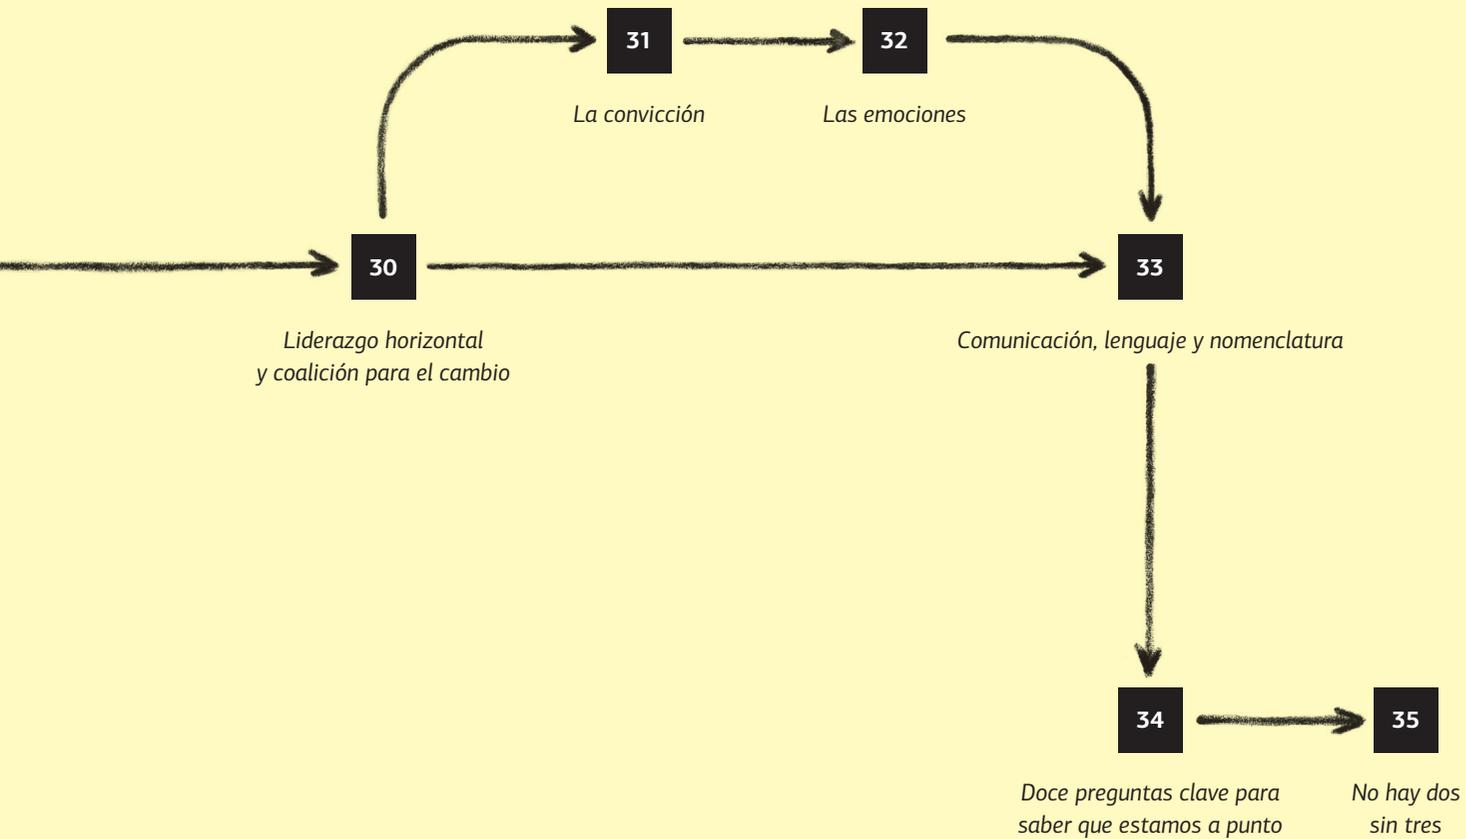 31
32
La convicción
Las emociones
30
33
Liderazgo horizontal
y coalición para el cambio
Comunicación, lenguaje y nomenclatura
34
35
Doce preguntas clave para
saber que estamos a punto
No hay dos
sin tres